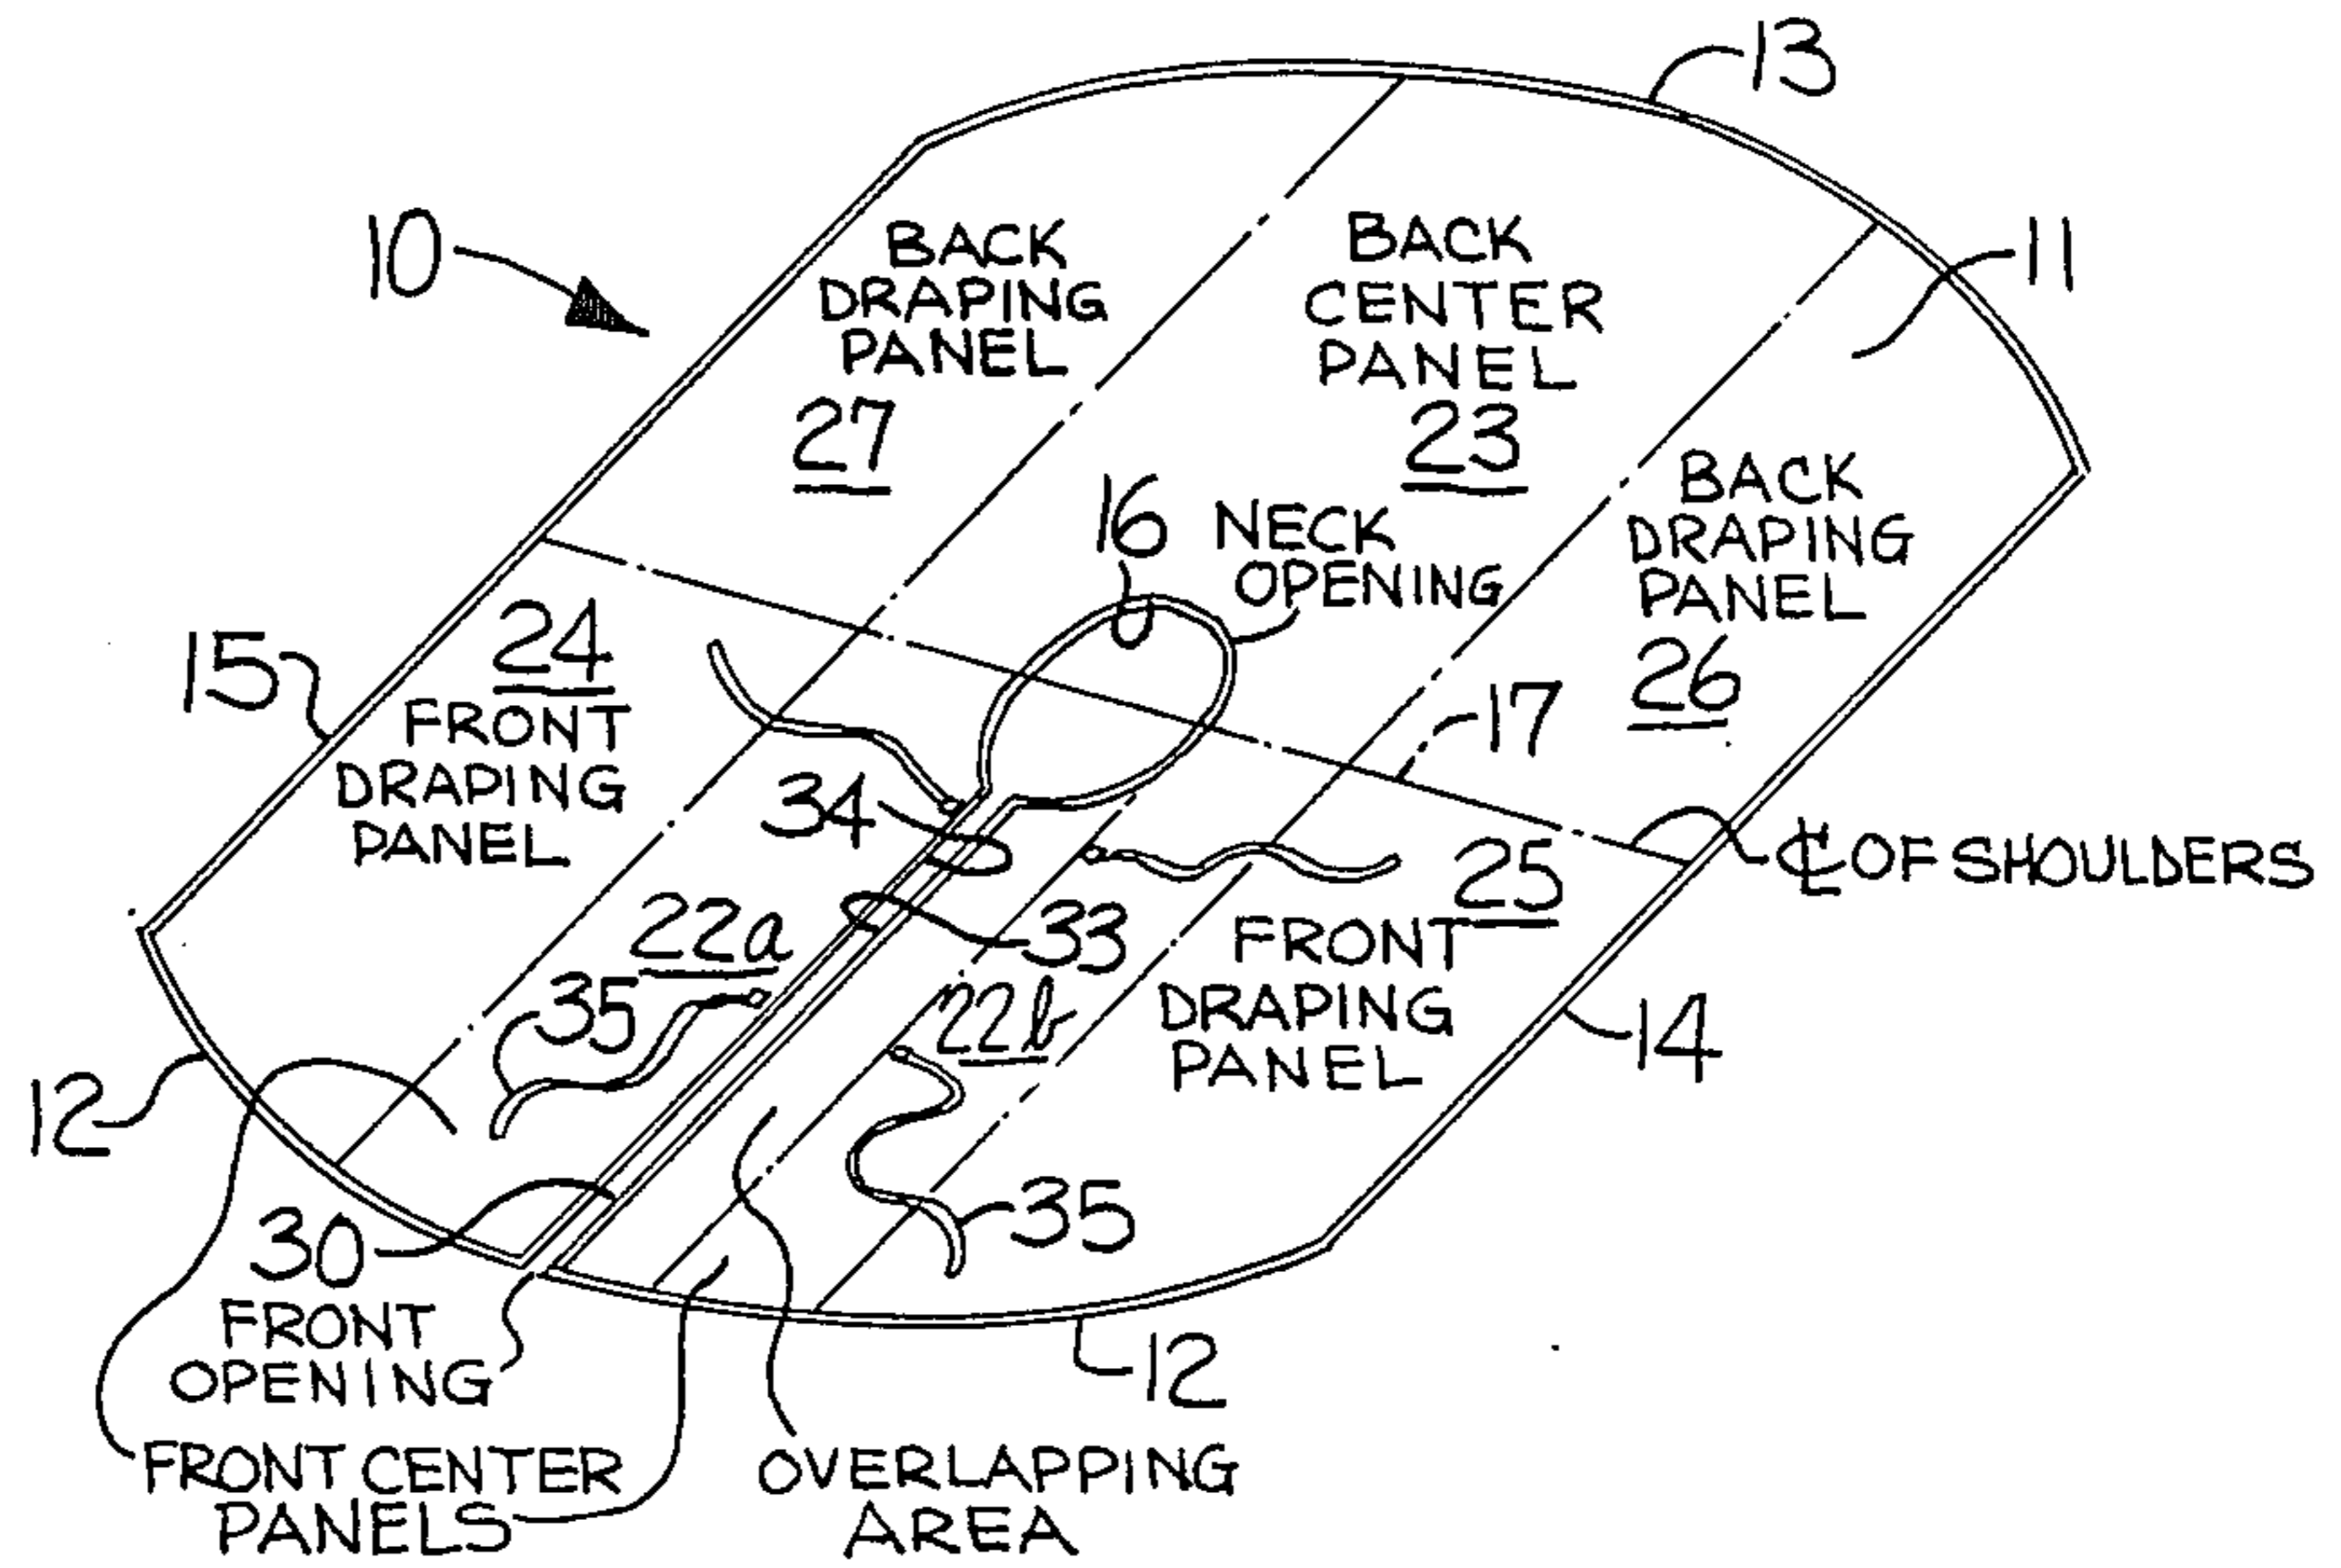 13
10
BACK
DRAPING
PANEL
27
BACK
CENTER
PANEL
23
11
16
NECK
OPENING
BACK
DRAPING
PANEL
26
15
24
FRONT
DRAPING
PANEL
17
34
℄ OF SHOULDERS
25
FRONT
DRAPING
PANEL
22a
33
35
22b
14
12
35
30
FRONT
OPENING
12
FRONT CENTER
PANELS
OVERLAPPING
AREA